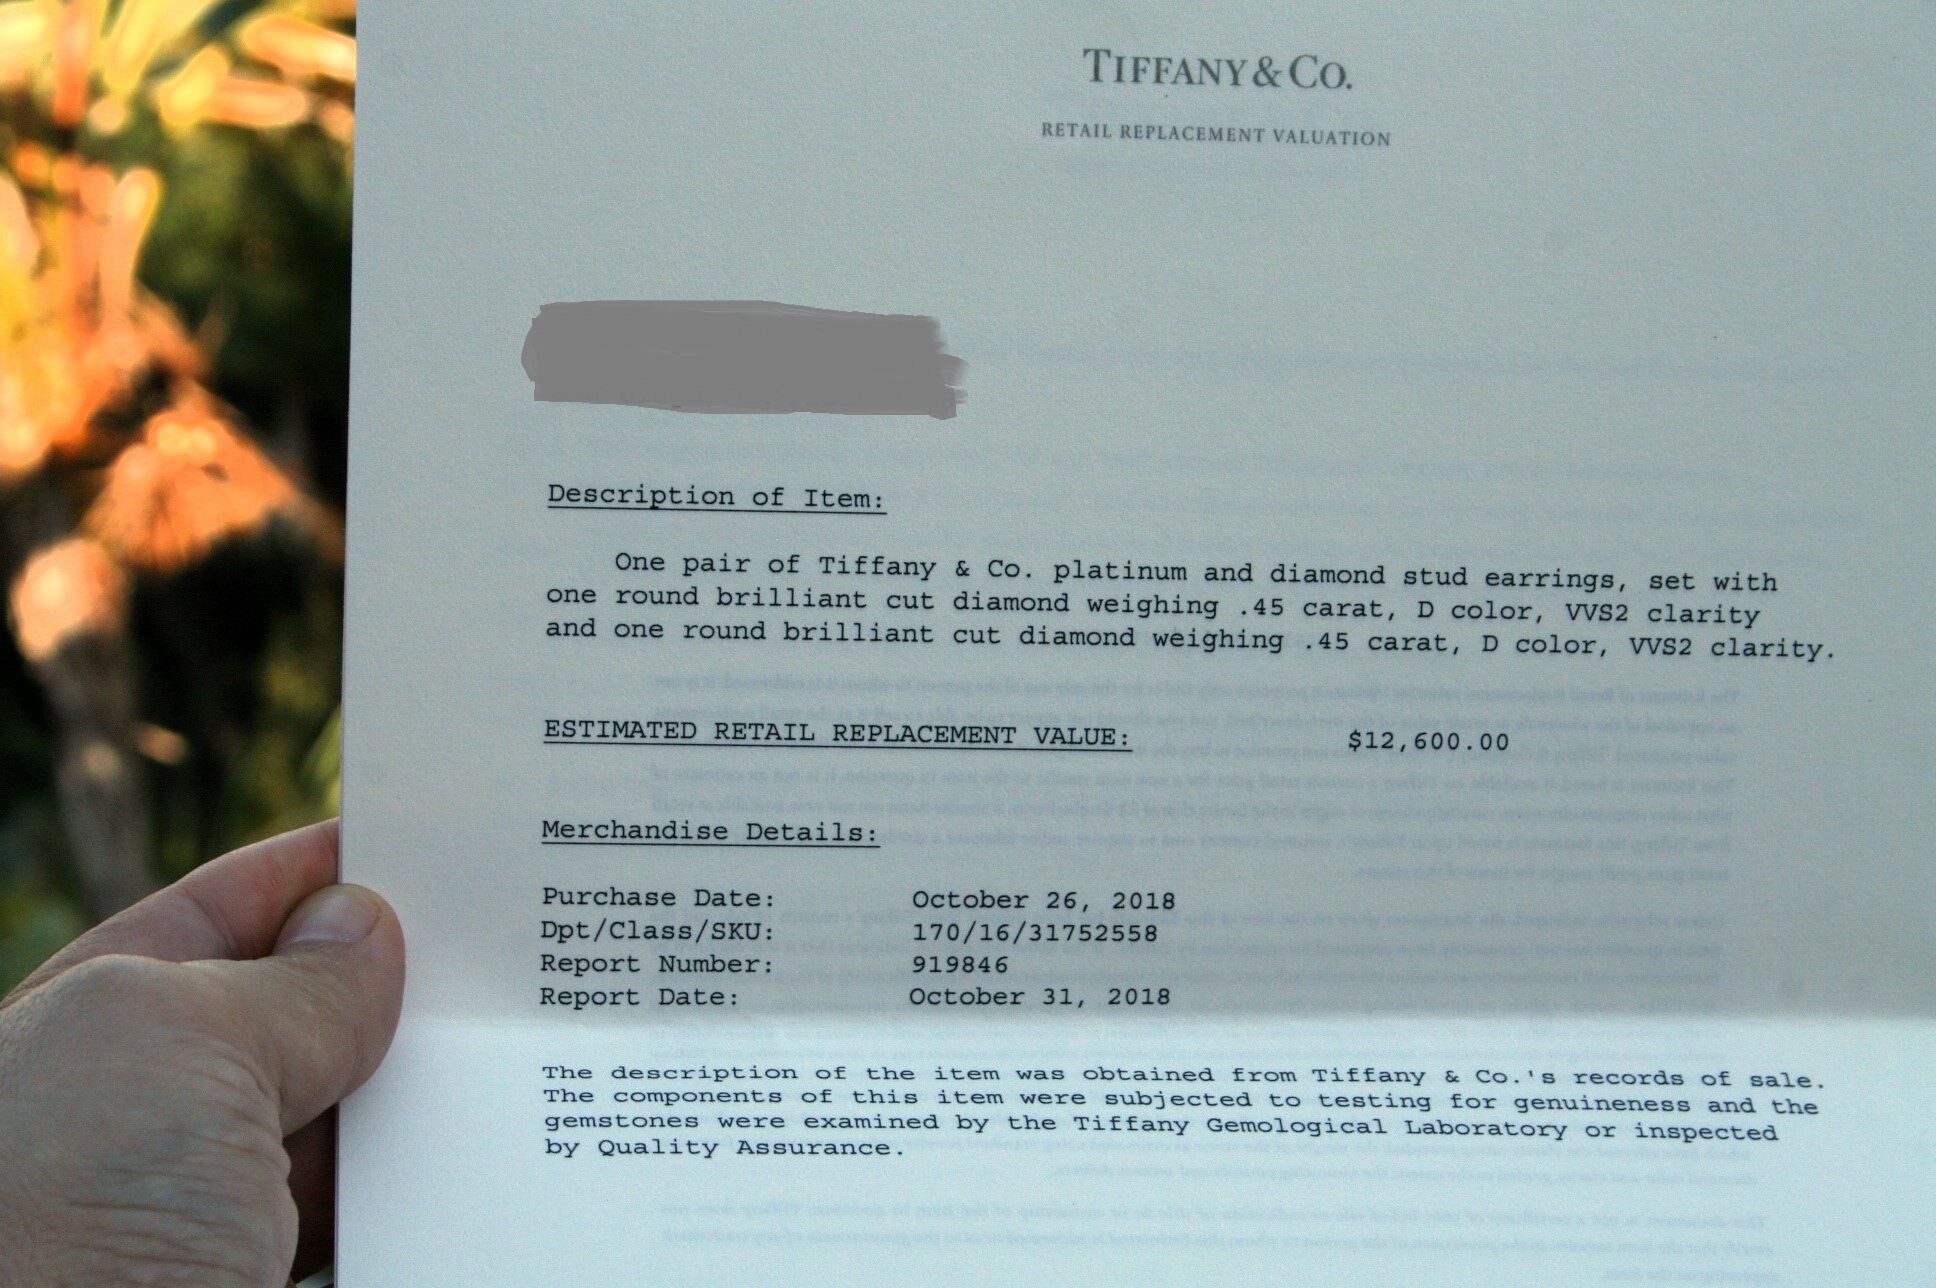 TIFFANY & CO.
RETAIL REPLACEMENT VALUATION
Description of Item:
One pair of Tiffany & Co. platinum and diamond stud earrings, set with
one round brilliant cut diamond weighing .45 carat, D color, VVS2 clarity
and one round brilliant cut diamond weighing .45 carat, D color, VVS2 clarity.
ESTIMATED RETAIL REPLACEMENT VALUE: $12,600.00
Merchandise Details:
Purchase Date: October 26, 2018
Dpt/Class/SKU: 170/16/31752558
Report Number: 919846
Report Date: October 31, 2018
The description of the item was obtained from Tiffany & Co.'s records of sale.
The components of this item were subjected to testing for genuineness and the
gemstones were examined by the Tiffany Gemological Laboratory or inspected
by Quality Assurance.